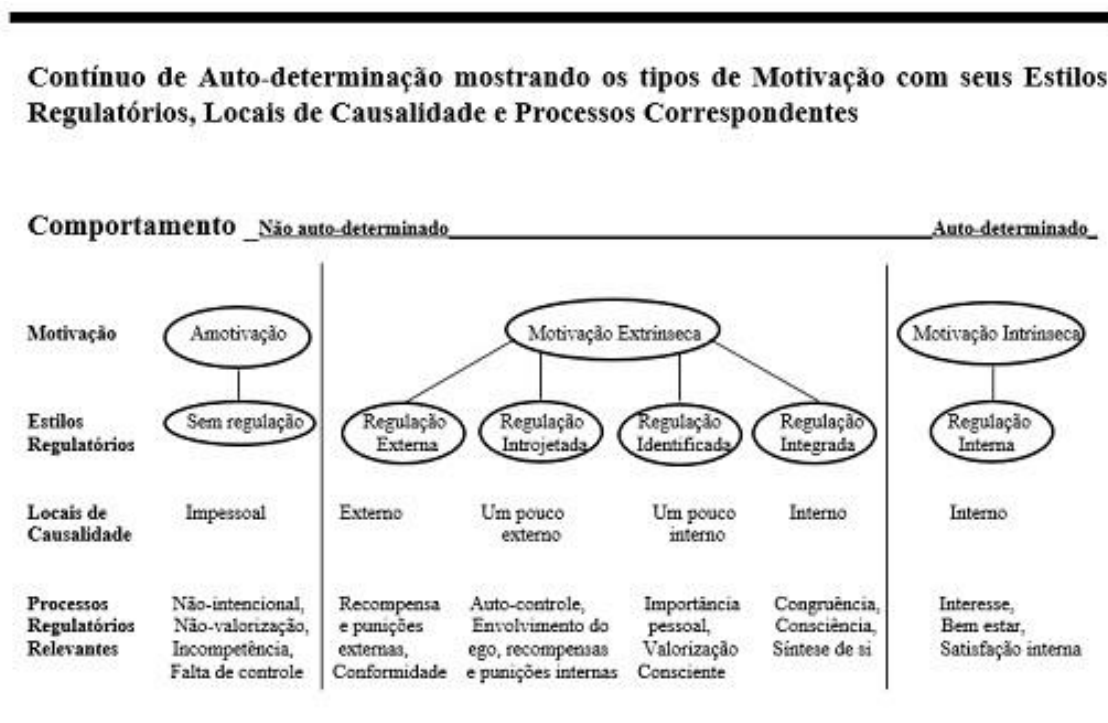 Contínuo de Auto-determinação mostrando os tipos de Motivação com seus Estilos
Regulatórios, Locais de Causalidade e Processos Correspondentes
Comportamento Não auto-determinado Auto-determinado
Motivação Amotivação Motivação Extrinseca Motivação Intrinseca
Estilos Sem regulação Regulação Regulação Regulação Regulação Regulação
Regulatórios Externa Introjetada Identificada Integrada Interna
Locais de Impessoal Externo Um pouco Um pouco Interno Interno
Causalidade externo interno
Processos Não-intencional, Recompensa Auto-controle, Importância Congruência, Interesse,
Regulatórios Não-valorização, e punições Envolvimento do pessoal, Consciência, Bem estar,
Relevantes Incompetência, externas, ego, recompensas Valorização Síntese de si Satisfação interna
Falta de controle Conformidade e punições internas Consciente